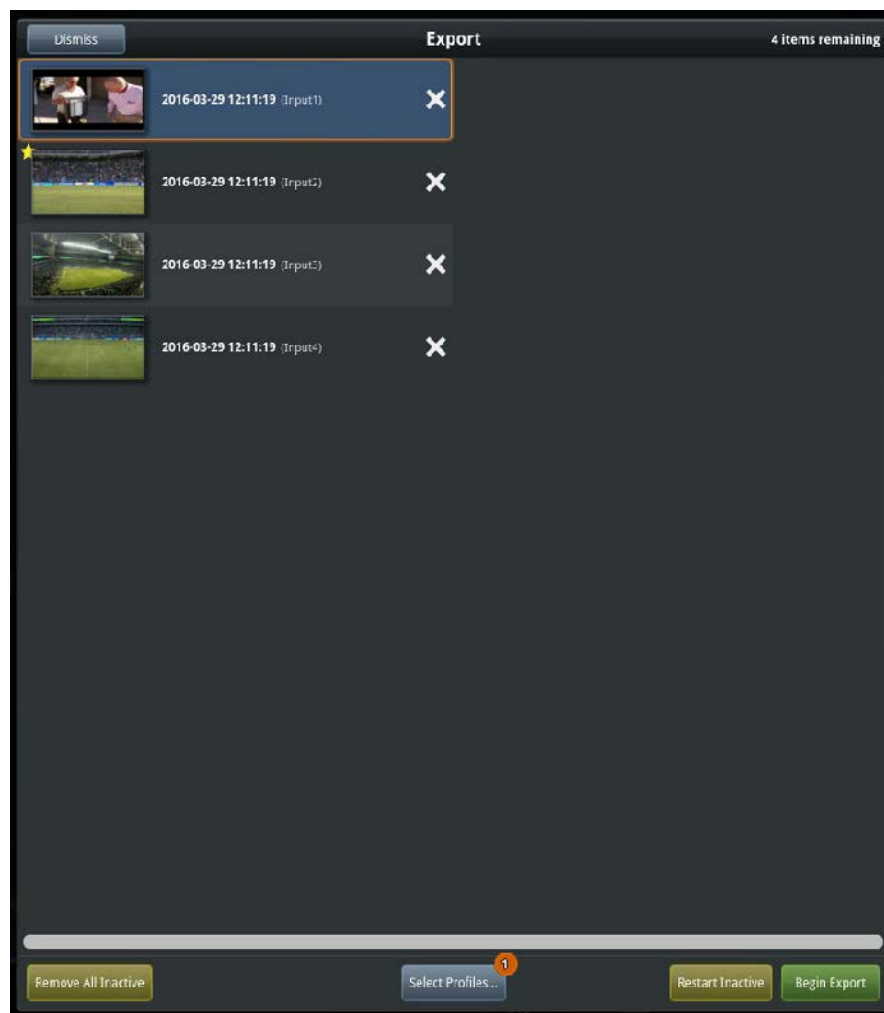 Dismiss
Export
4 items remaining
2016-03-29 12:11:19 (Input1)
2016-03-29 12:11:19 (Input2)
2016-03-29 12:11:19 (Input3)
2016-03-29 12:11:19 (Input4)
1
Remove All Inactive
Select Profiles...
Restart Inactive
Begin Export